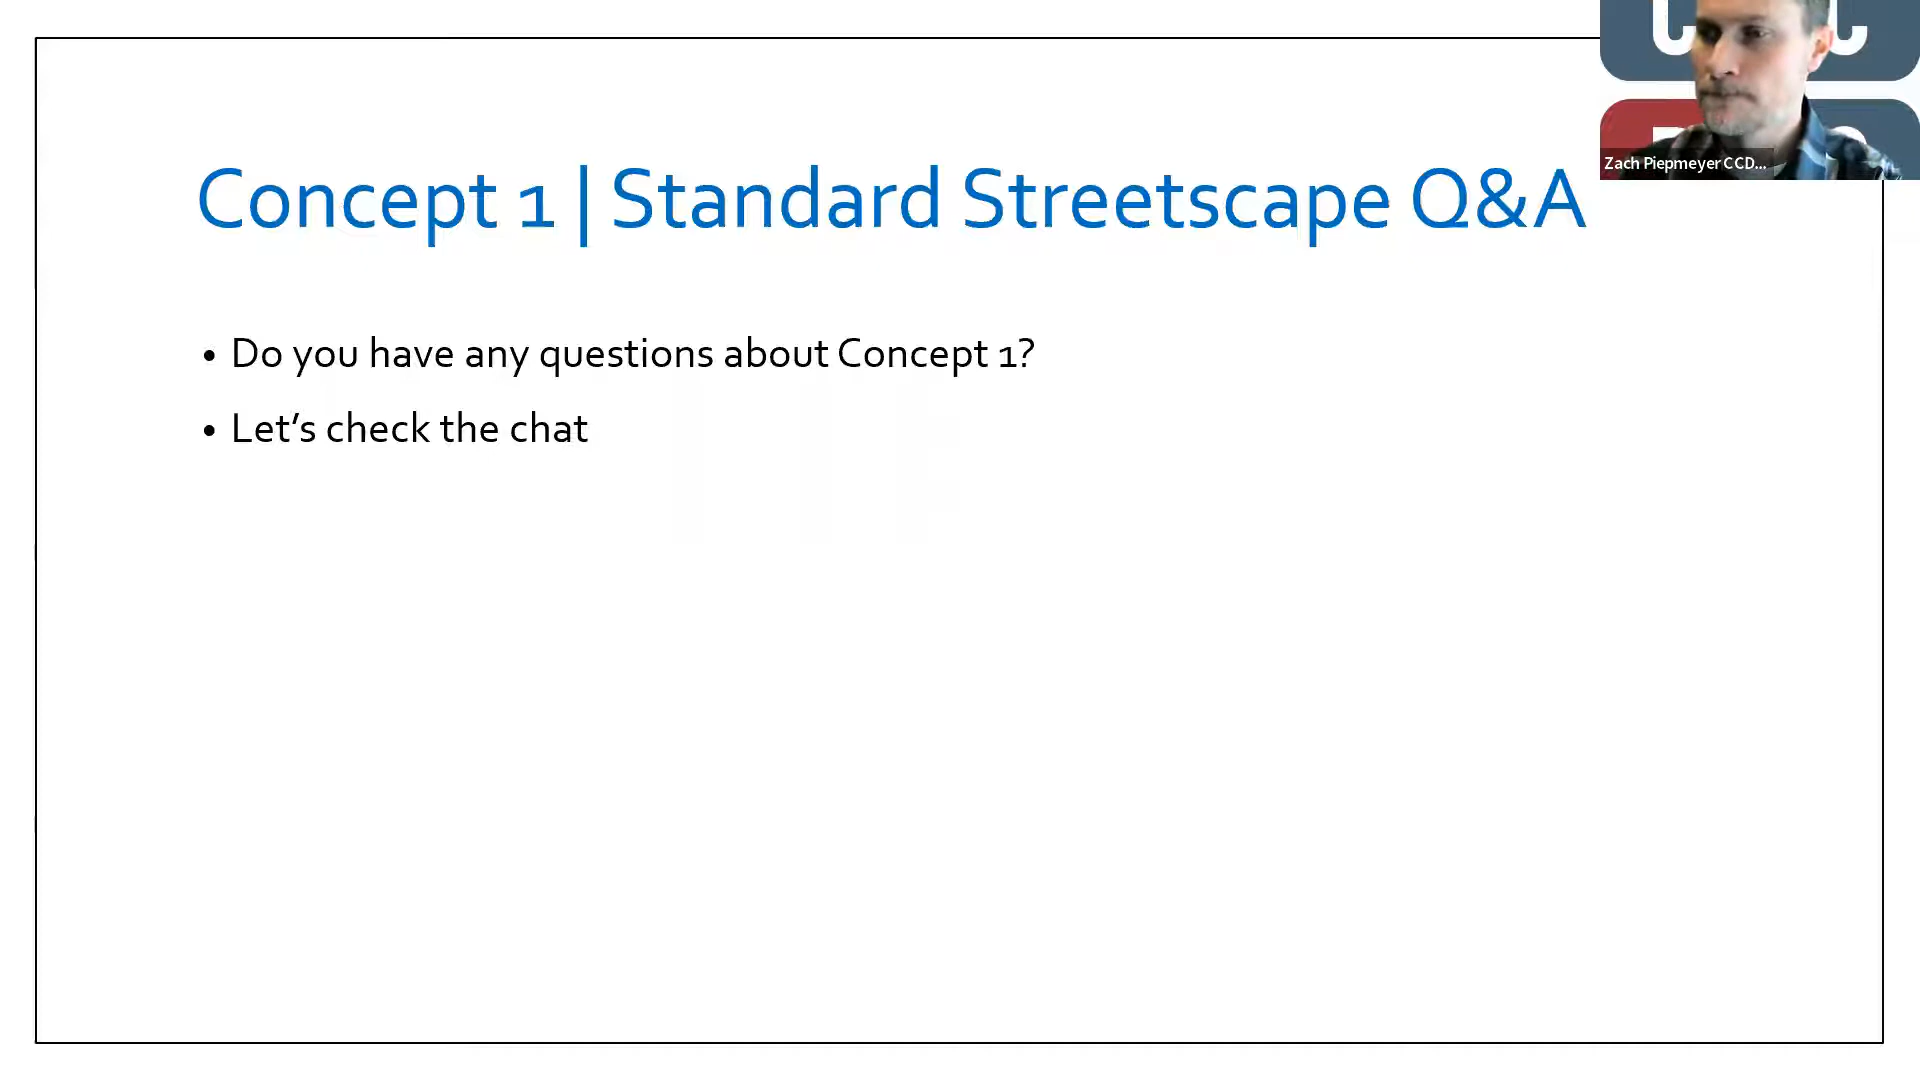 Concept 1 | Standard Streetscape Q&A
• Do you have any questions about Concept 1?
• Let’s check the chat
Zach Piepmeyer CCD...